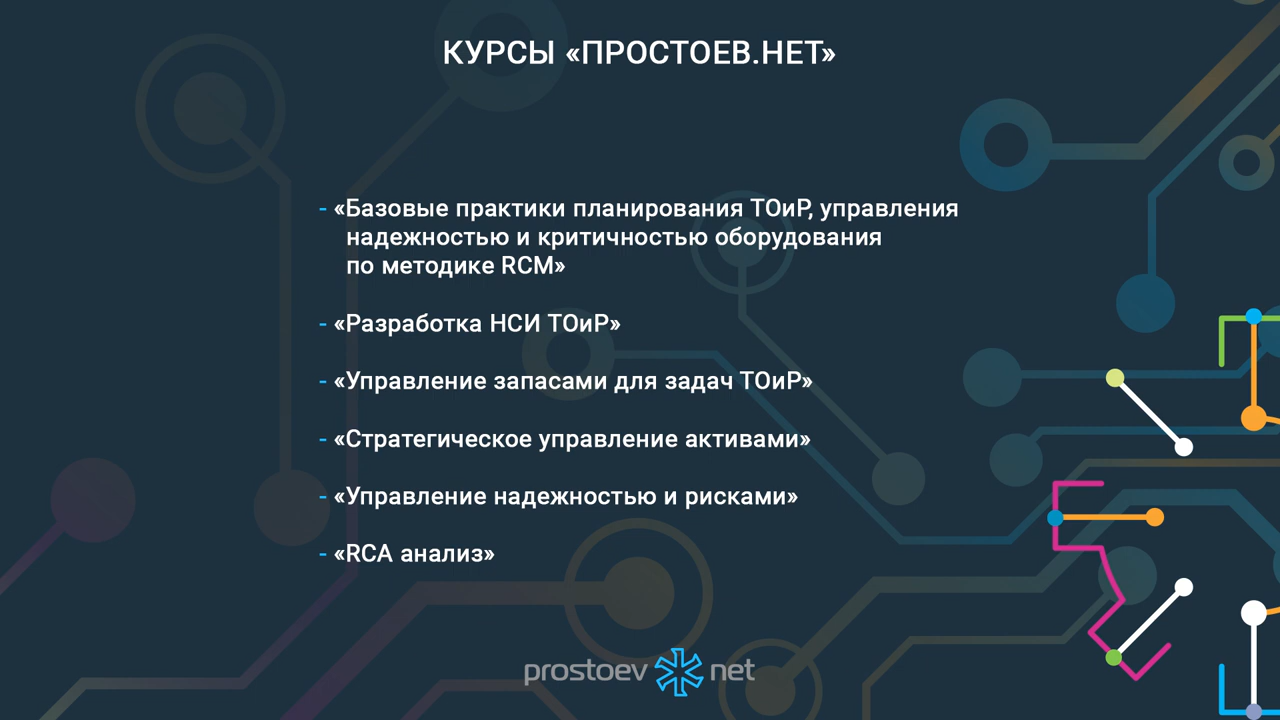 КУРСЫ «ПРОСТОЕВ.НЕТ»
- «Базовые практики планирования ТОиР, управления
надежностью и критичностью оборудования
по методике RCM»
- «Разработка НСИ ТОиР»
- «Управление запасами для задач ТОиР»
- «Стратегическое управление активами»
- «Управление надежностью и рисками»
- «RCA анализ»
prostoev net